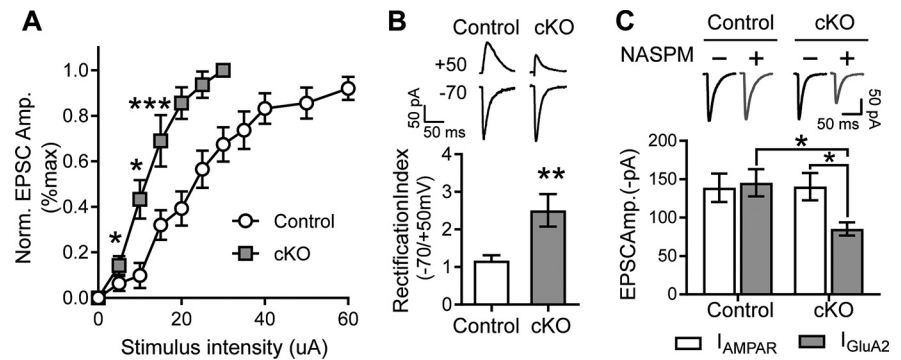 A
Norm. EPSC Amp.
(%max)
1.0
0.8
0.6
0.4
0.2
0.0
*
*
***
Control
cKO
0 20 40 60
Stimulus intensity (uA)
B
Control cKO
+50
-70
50 pA
50 ms
RectificationIndex
(-70/+50mV)
4
3
2
1
0
**
Control cKO
C
Control cKO
NASPM − + − +
50 pA
50 ms
EPSCAmp.(-pA)
200
150
100
50
0
*
*
Control cKO
I AMPAR I GluA2